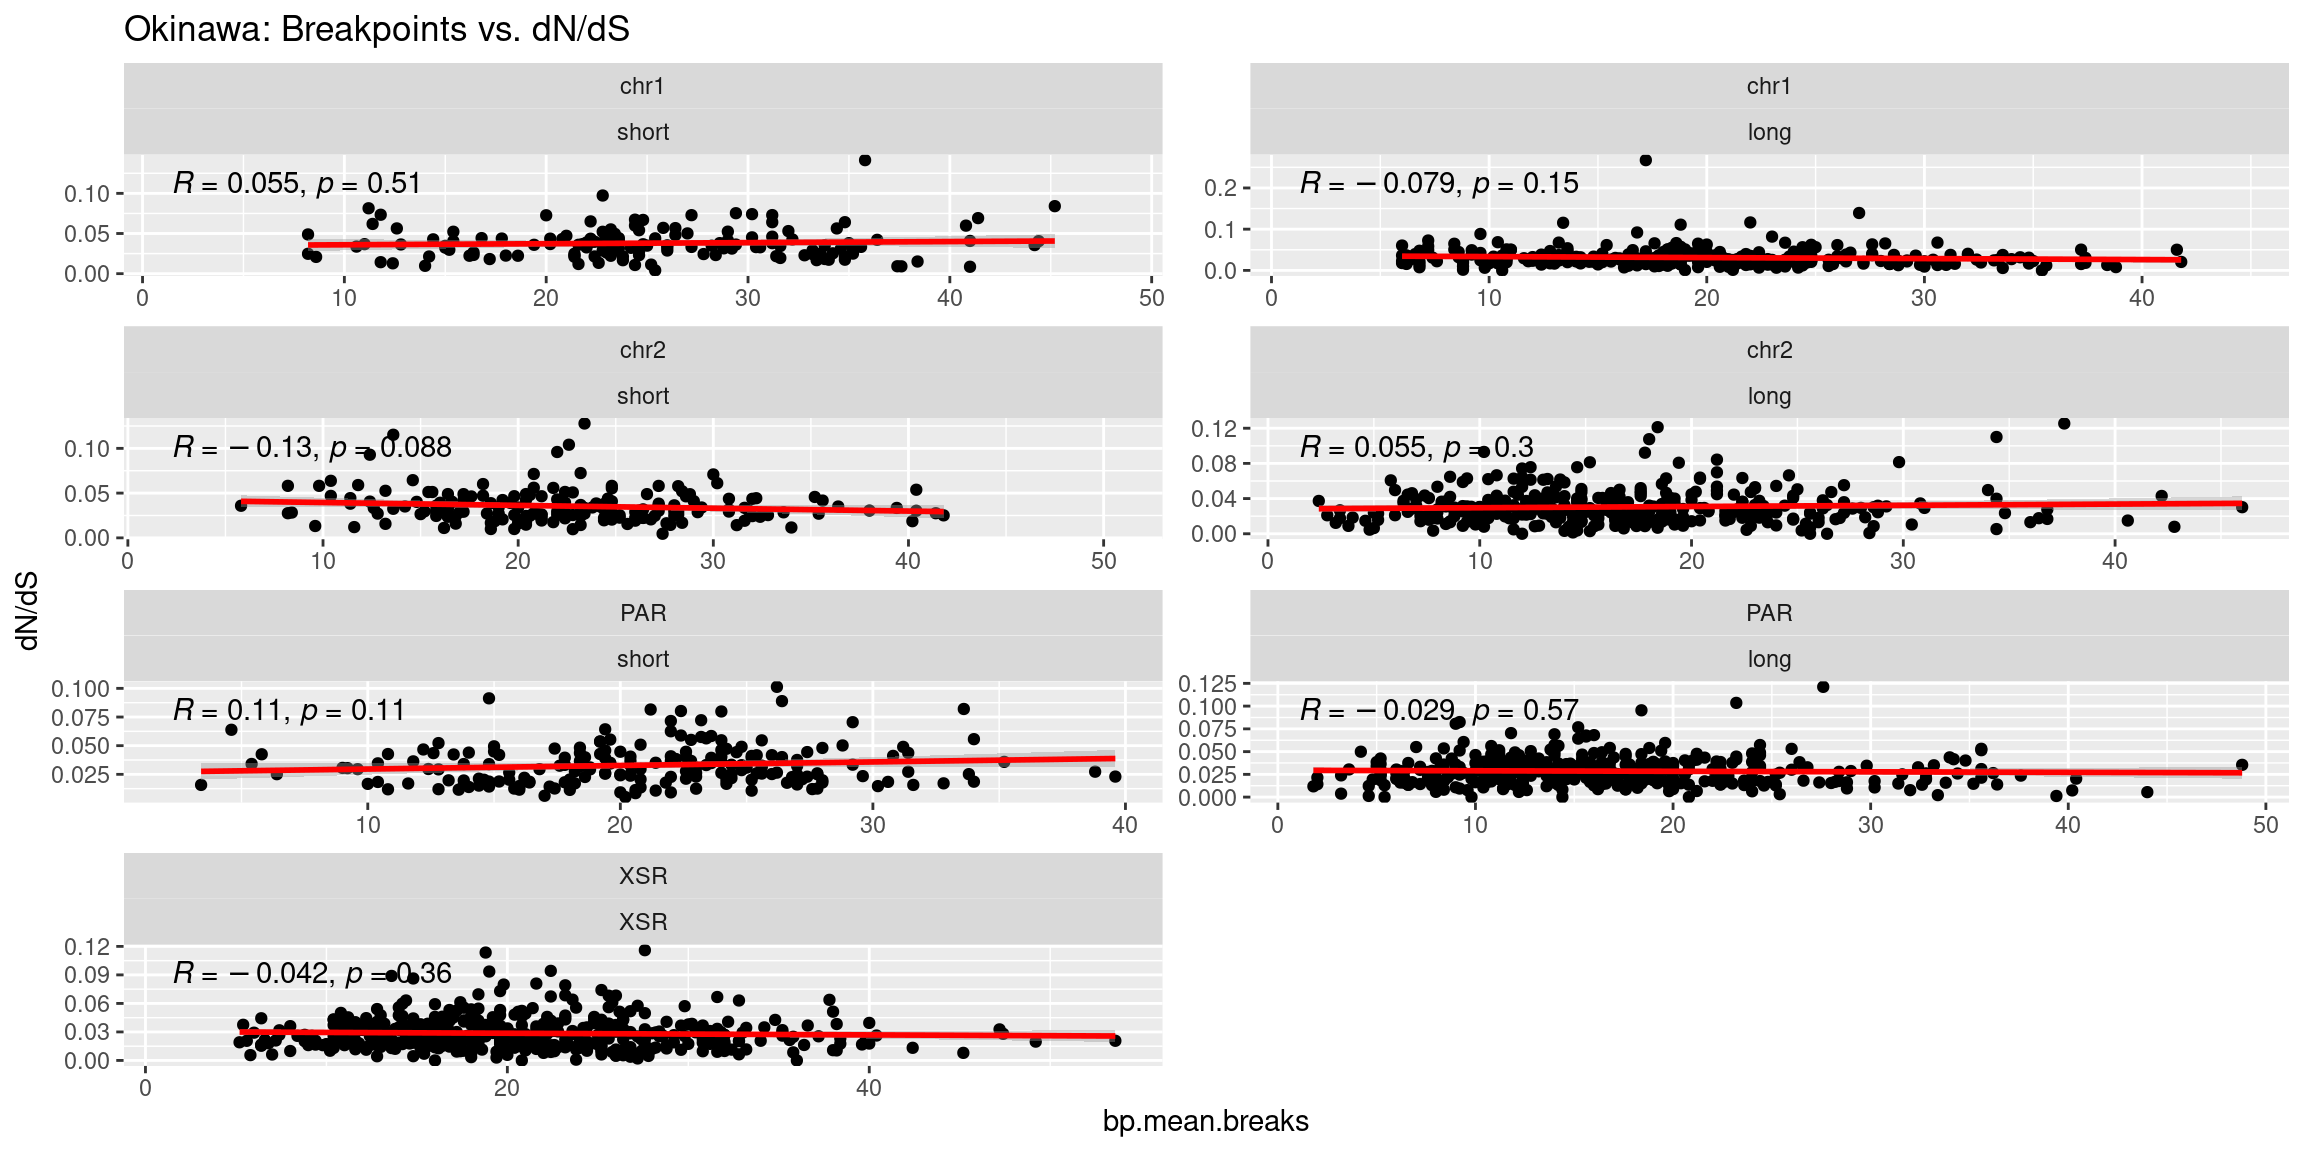 Okinawa: Breakpoints vs. dN/dS
chr1
short
R = 0.055, p = 0.51
0.10
0.05
0.00
0 10 20 30 40 50
chr1
long
R = −0.079, p = 0.15
0.2
0.1
0.0
0 10 20 30 40
chr2
short
R = −0.13, p = 0.088
0.10
0.05
0.00
0 10 20 30 40 50
chr2
long
R = 0.055, p = 0.3
0.12
0.08
0.04
0.00
0 10 20 30 40
PAR
short
R = 0.11, p = 0.11
0.100
0.075
0.050
0.025
10 20 30 40
PAR
long
R = −0.029, p = 0.57
0.125
0.100
0.075
0.050
0.025
0.000
0 10 20 30 40 50
XSR
XSR
R = −0.042, p = 0.36
0.12
0.09
0.06
0.03
0.00
0 20 40
dN/dS
bp.mean.breaks